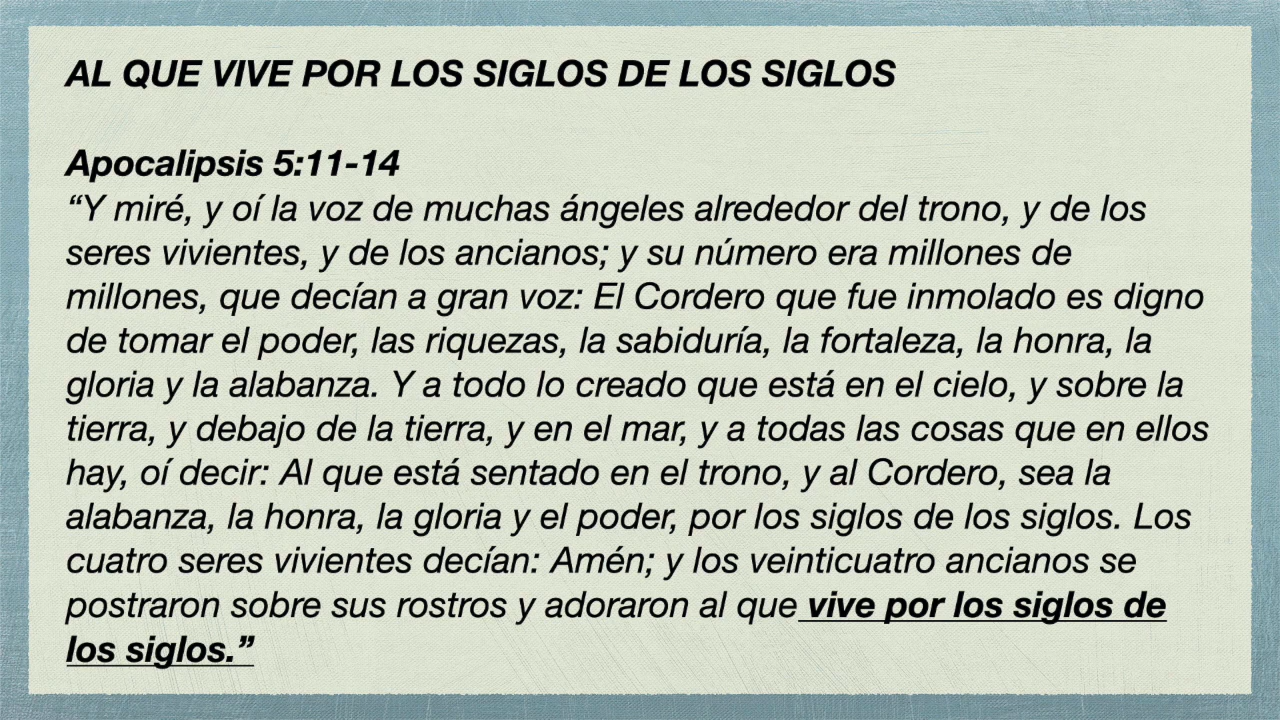 AL QUE VIVE POR LOS SIGLOS DE LOS SIGLOS
Apocalipsis 5:11-14
“Y miré, y oí la voz de muchas ángeles alrededor del trono, y de los
seres vivientes, y de los ancianos; y su número era millones de
millones, que decían a gran voz: El Cordero que fue inmolado es digno
de tomar el poder, las riquezas, la sabiduría, la fortaleza, la honra, la
gloria y la alabanza. Y a todo lo creado que está en el cielo, y sobre la
tierra, y debajo de la tierra, y en el mar, y a todas las cosas que en ellos
hay, oí decir: Al que está sentado en el trono, y al Cordero, sea la
alabanza, la honra, la gloria y el poder, por los siglos de los siglos. Los
cuatro seres vivientes decían: Amén; y los veinticuatro ancianos se
postraron sobre sus rostros y adoraron al que vive por los siglos de
los siglos.”